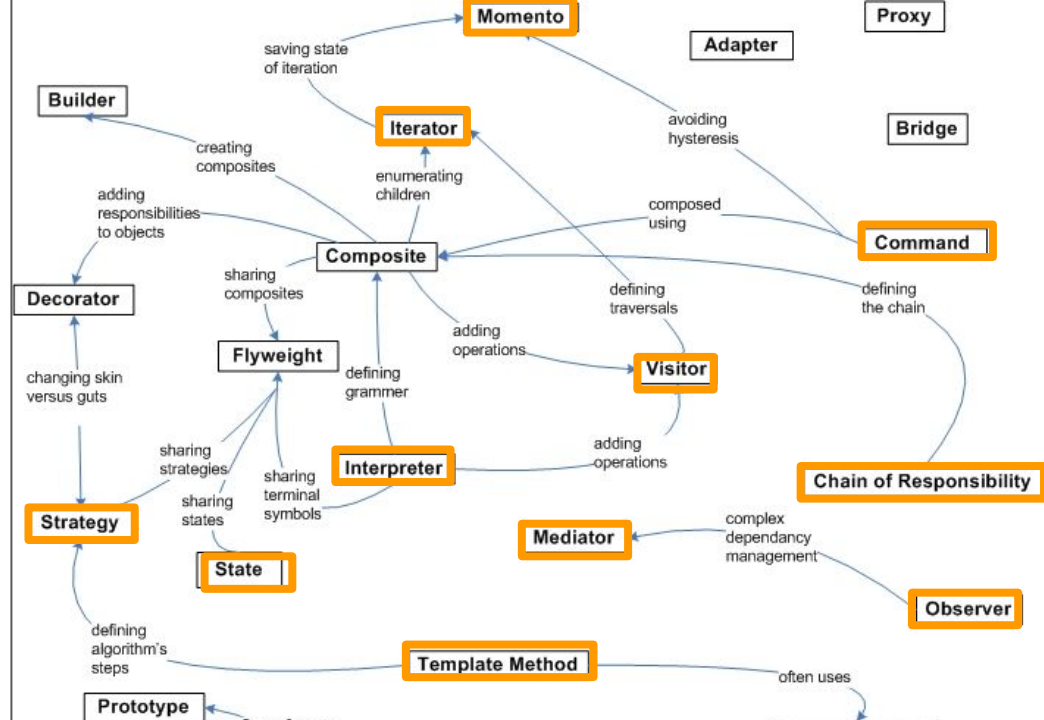 Momento
Proxy
Adapter
saving state
of iteration
Builder
Iterator
avoiding
hysteresis
Bridge
creating
composites
enumerating
children
adding
responsibilities
to objects
composed
using
Command
Composite
sharing
composites
defining
traversals
defining
the chain
Decorator
adding
operations
Flyweight
Visitor
changing skin
versus guts
defining
grammer
sharing
strategies
Interpreter
adding
operations
sharing
terminal
symbols
Chain of Responsibility
sharing
states
Strategy
Mediator
complex
dependancy
management
State
Observer
defining
algorithm's
steps
Template Method
often uses
Prototype